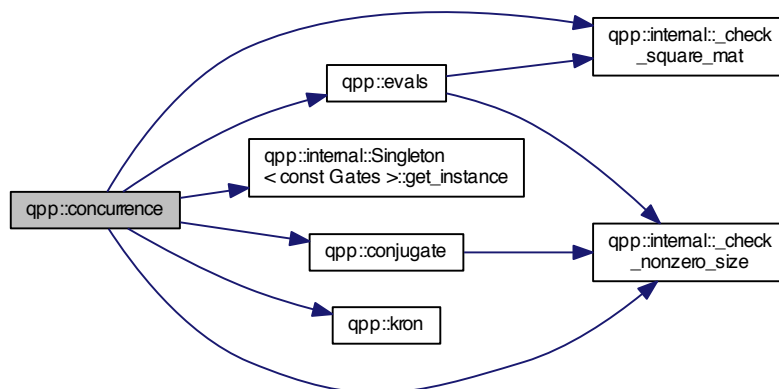 qpp::internal::_check
_square_mat
qpp::evals
qpp::internal::Singleton
< const Gates >::get_instance
qpp::concurrence
qpp::conjugate
qpp::internal::_check
_nonzero_size
qpp::kron